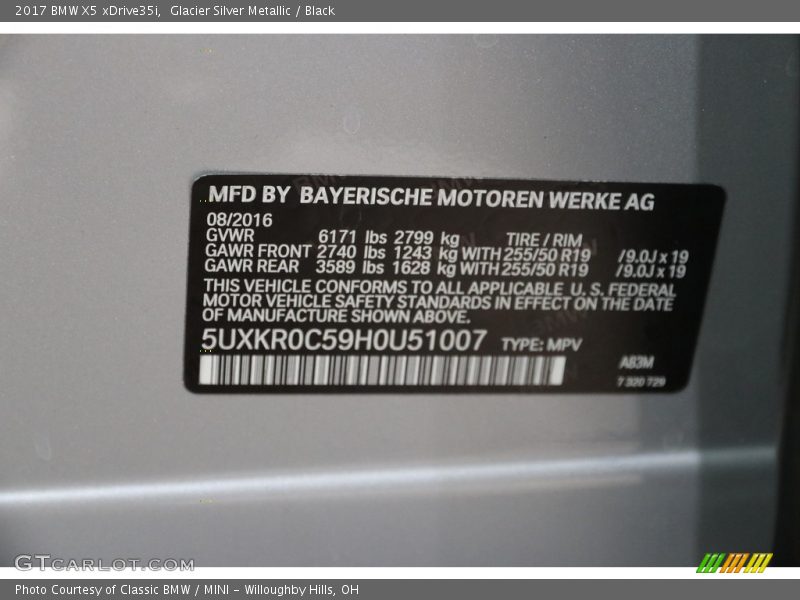 2017 BMW X5 xDrive35i,  Glacier Silver Metallic / Black
MFD BY BAYERISCHE MOTOREN WERKE AG
08/2016
GVWR 6171 lbs 2799 kg TIRE / RIM
GAWR FRONT 2740 lbs 1243 kg WITH 255/50 R19 /9.0J x 19
GAWR REAR 3589 lbs 1628 kg WITH 255/50 R19 /9.0J x 19
THIS VEHICLE CONFORMS TO ALL APPLICABLE U. S. FEDERAL
MOTOR VEHICLE SAFETY STANDARDS IN EFFECT ON THE DATE
OF MANUFACTURE SHOWN ABOVE.
5UXKR0C59H0U51007 TYPE: MPV
A83M
7 320 729
GTCARLOT.COM
Photo Courtesy of Classic BMW / MINI - Willoughby Hills, OH